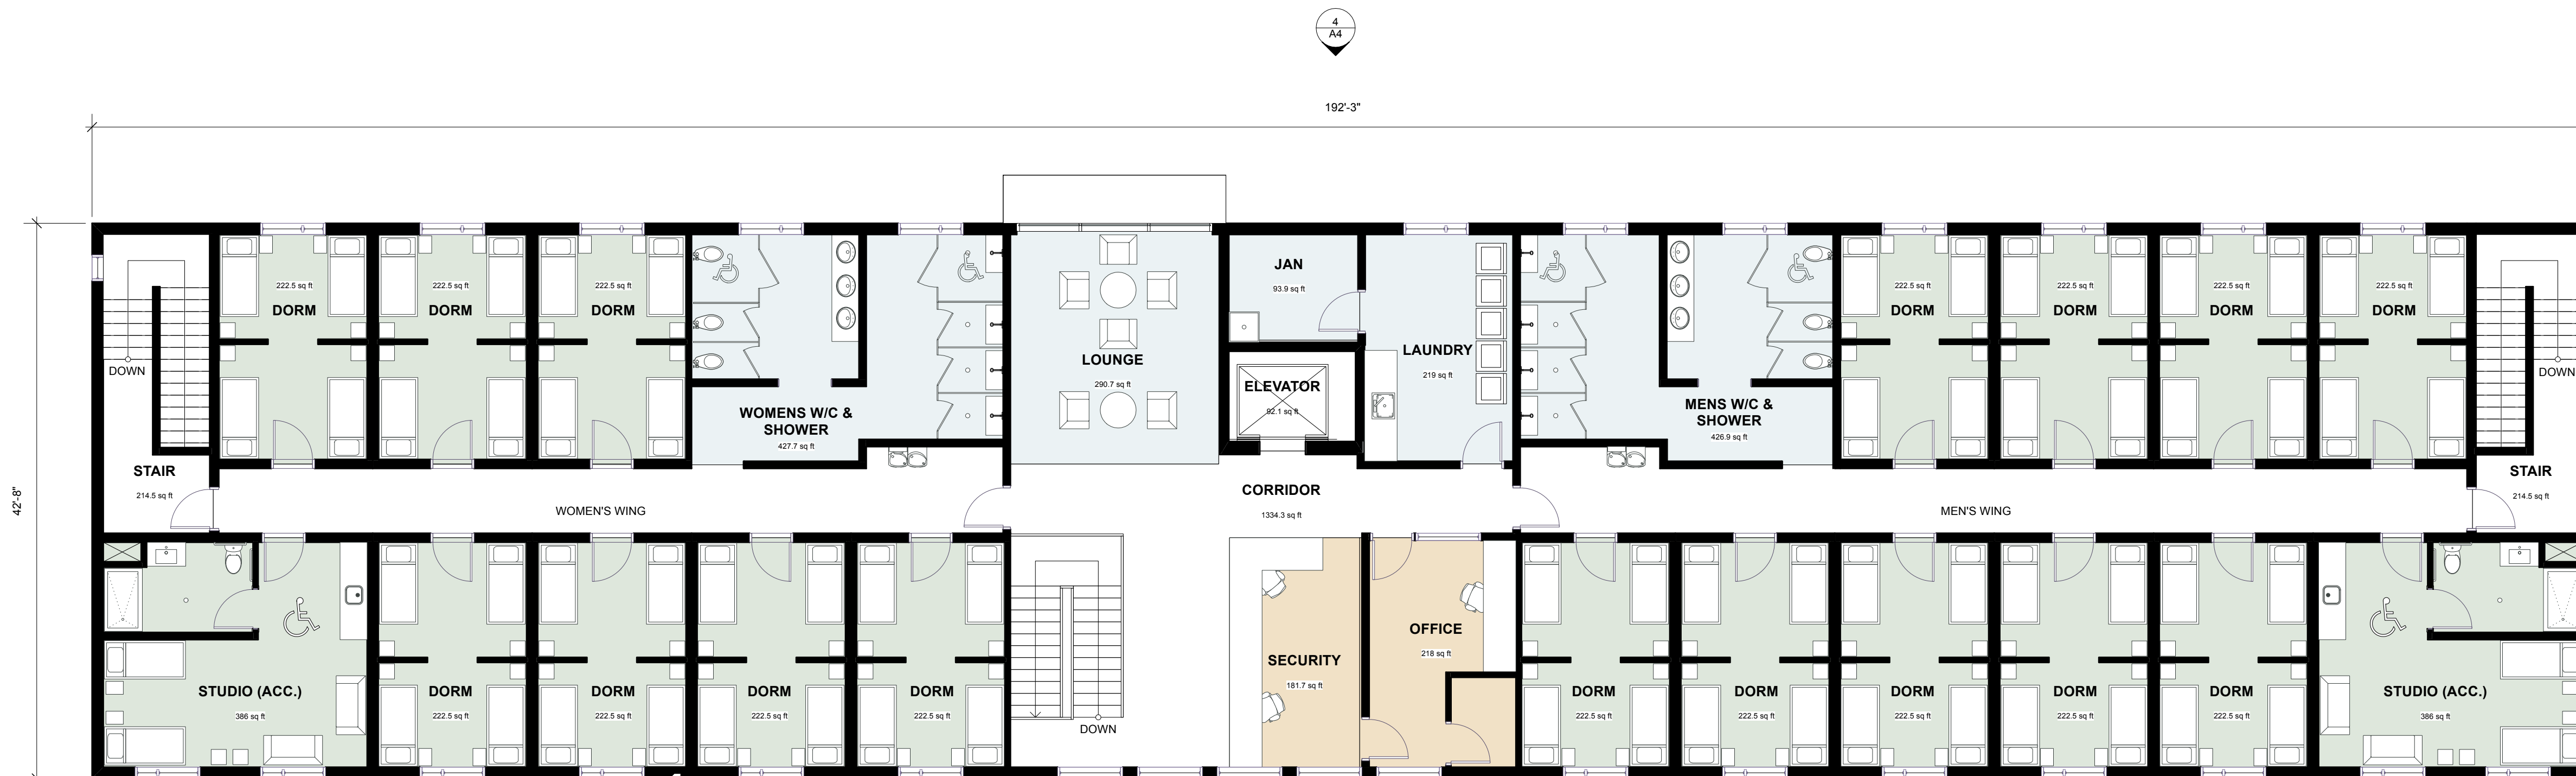 4
A4
192'-3"
42'-8"
222.5 sq ft
DORM
222.5 sq ft
DORM
222.5 sq ft
DORM
WOMENS W/C &
SHOWER
427.7 sq ft
LOUNGE
290.7 sq ft
JAN
93.9 sq ft
ELEVATOR
92.1 sq ft
LAUNDRY
219 sq ft
MENS W/C &
SHOWER
426.9 sq ft
222.5 sq ft
DORM
222.5 sq ft
DORM
222.5 sq ft
DORM
222.5 sq ft
DORM
DOWN
STAIR
214.5 sq ft
WOMEN'S WING
CORRIDOR
1334.3 sq ft
MEN'S WING
DOWN
STAIR
214.5 sq ft
STUDIO (ACC.)
386 sq ft
DORM
222.5 sq ft
DORM
222.5 sq ft
DORM
222.5 sq ft
DORM
222.5 sq ft
DOWN
SECURITY
181.7 sq ft
OFFICE
218 sq ft
DORM
222.5 sq ft
DORM
222.5 sq ft
DORM
222.5 sq ft
DORM
222.5 sq ft
DORM
222.5 sq ft
STUDIO (ACC.)
386 sq ft